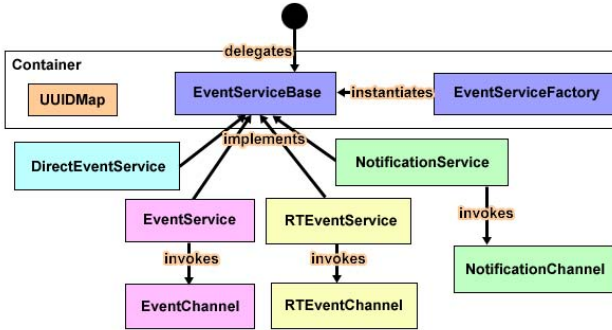 delegates
Container
UUIDMap
EventServiceBase
instantiates
EventServiceFactory
implements
DirectEventService
NotificationService
EventService
RTEventService
invokes
invokes
invokes
NotificationChannel
EventChannel
RTEventChannel